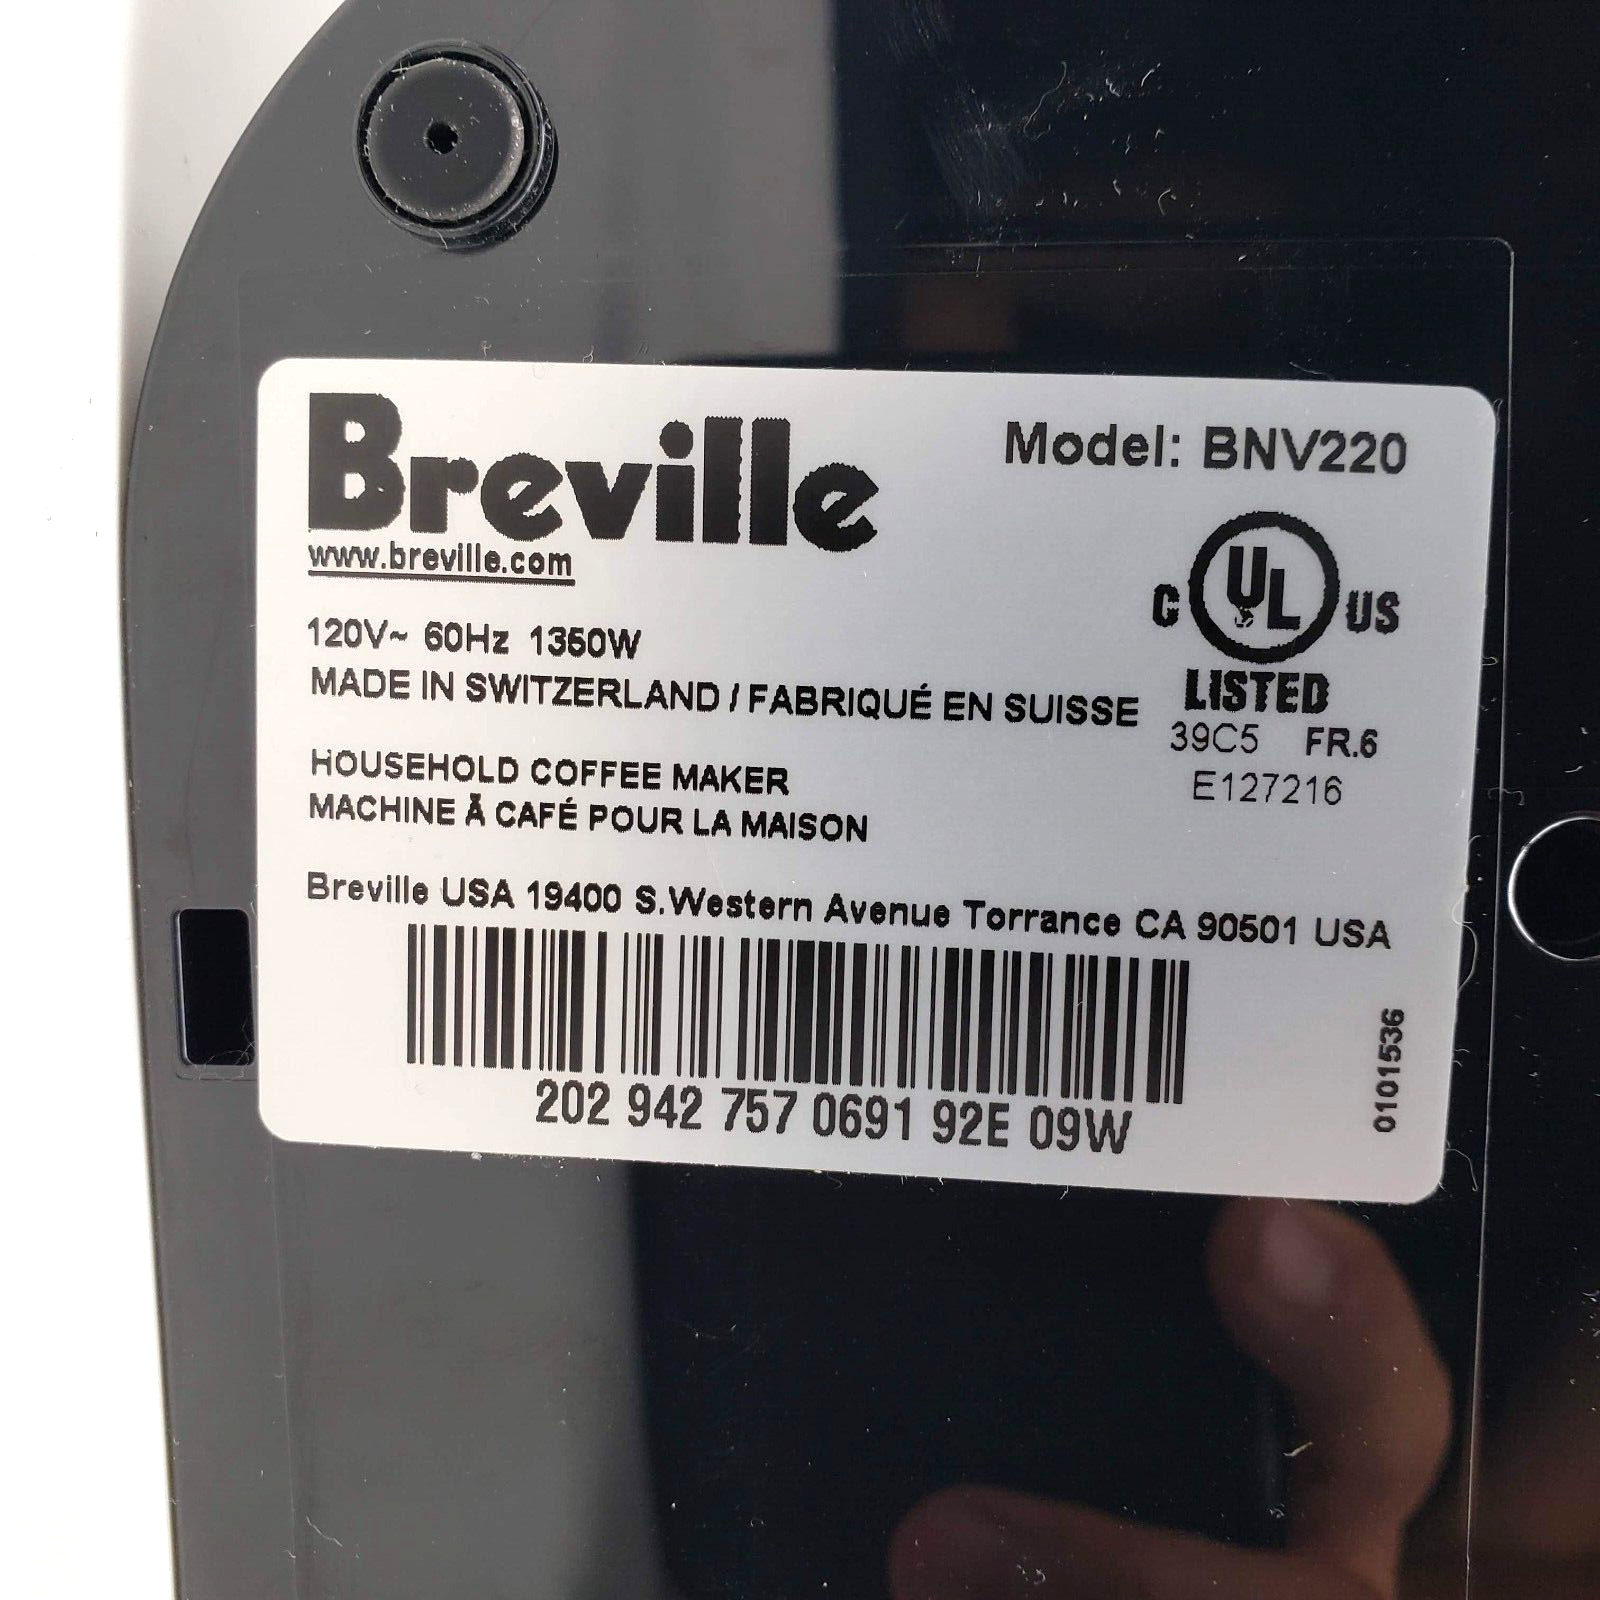 Breville
www.breville.com
Model: BNV220
C UL US
LISTED
39C5 FR.6
E127216
120V~ 60Hz 1350W
MADE IN SWITZERLAND / FABRIQUÉ EN SUISSE
HOUSEHOLD COFFEE MAKER
MACHINE À CAFÉ POUR LA MAISON
Breville USA 19400 S.Western Avenue Torrance CA 90501 USA
202 942 757 0691 92E 09W
0101536